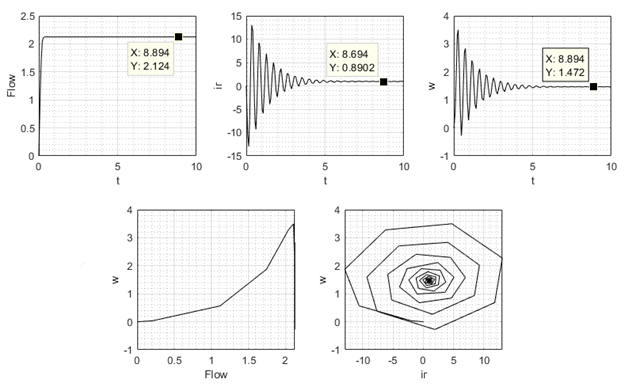 2.5
2
1.5
1
0.5
0
Flow
X: 8.894
Y: 2.124
0 5 10
t
15
10
5
0
-5
-10
-15
ir
X: 8.694
Y: 0.8902
0 5 10
t
4
3
2
1
0
-1
w
X: 8.894
Y: 1.472
0 5 10
t
4
3
2
1
0
-1
w
0 0.5 1 1.5 2
Flow
4
3
2
1
0
-1
w
-10 -5 0 5 10
ir